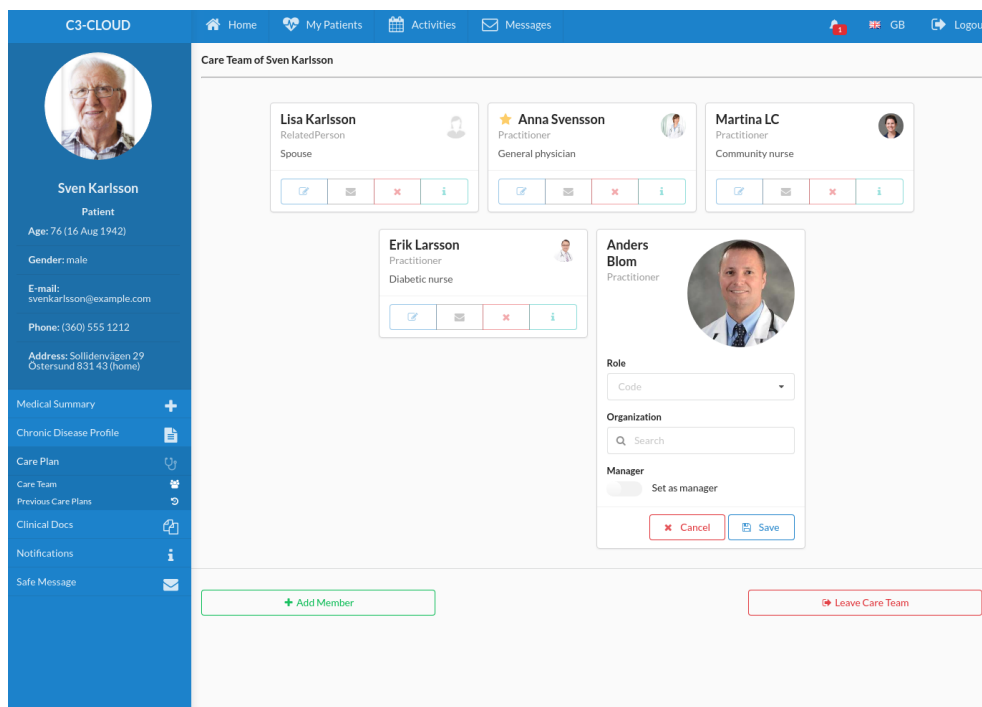 C3-CLOUD
Home
My Patients
Activities
Messages
1
GB
Logou
Sven Karlsson
Patient
Age: 76 (16 Aug 1942)
Gender: male
E-mail:
svenkarlsson@example.com
Phone: (360) 555 1212
Address: Sollidenvägen 29
Östersund 831 43 (home)
Medical Summary
Chronic Disease Profile
Care Plan
Care Team
Previous Care Plans
Clinical Docs
Notifications
Safe Message
Care Team of Sven Karlsson
Lisa Karlsson
RelatedPerson
Spouse
Anna Svensson
Practitioner
General physician
Martina LC
Practitioner
Community nurse
Erik Larsson
Practitioner
Diabetic nurse
Anders
Blom
Practitioner
Role
Code
Organization
Search
Manager
Set as manager
Cancel
Save
Add Member
Leave Care Team